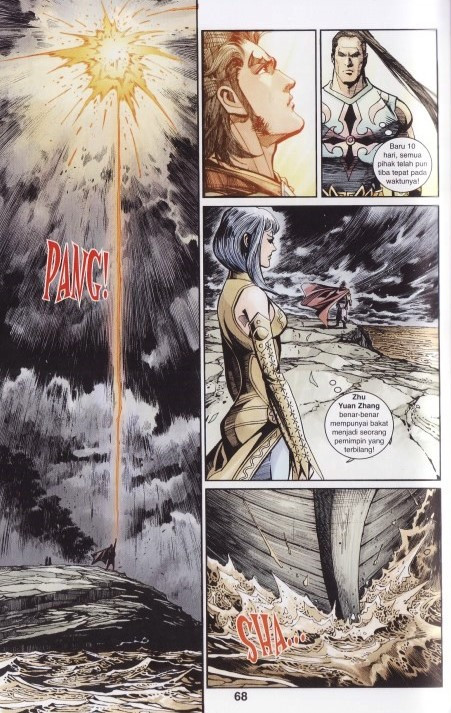 PANG!
Baru 10
hari, semua
pihak telah pun
tiba tepat pada
waktunya!
Zhu
Yuan Zhang
benar-benar
mempunyai bakat
menjadi seorang
pemimpin yang
terbilang!
SHA...
68